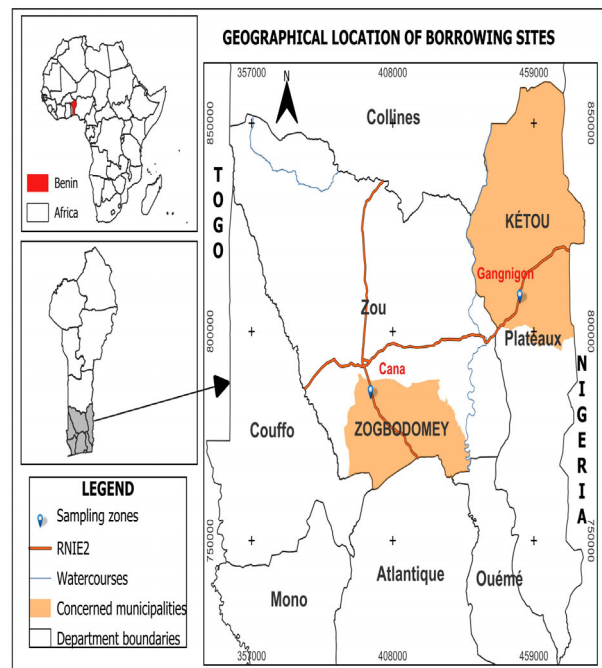 GEOGRAPHICAL LOCATION OF BORROWING SITES
357000 408000 459000
N
850000 850000
Collines
TOGO
KÉTOU
Gangnigon
Zou
800000 800000
Plateaux
Cana
NIGERIA
ZOGBODOMEY
Couffo
750000 750000
Atlantique
Ouémé
Mono
357000 408000 459000
Benin
Africa
LEGEND
Sampling zones
RNIE2
Watercourses
Concerned municipalities
Department boundaries